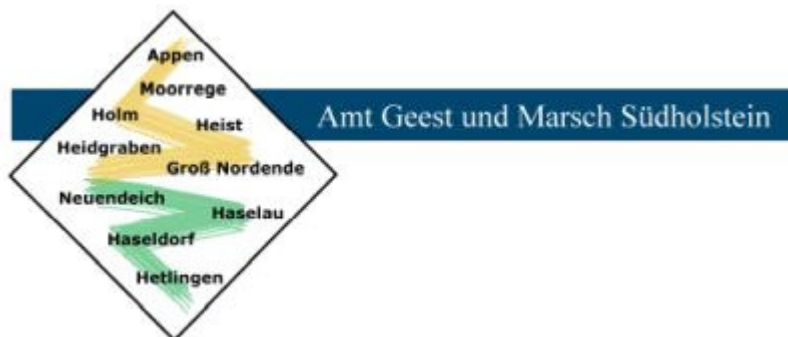 Appen
Moorrege
Holm
Heist
Heidgraben
Groß Nordende
Neuendeich
Haselau
Haseldorf
Hetlingen
Amt Geest und Marsch Südholstein